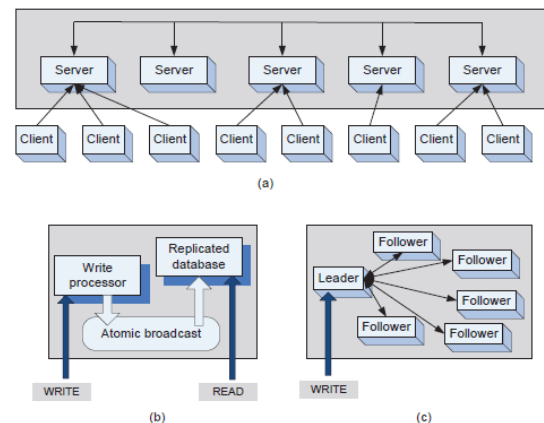 Server Server Server Server Server
Client Client Client Client Client Client Client Client
(a)
Write
processor
Replicated
database
Atomic broadcast
WRITE
READ
(b)
Follower
Leader
Follower
Follower
Follower
Follower
WRITE
(c)